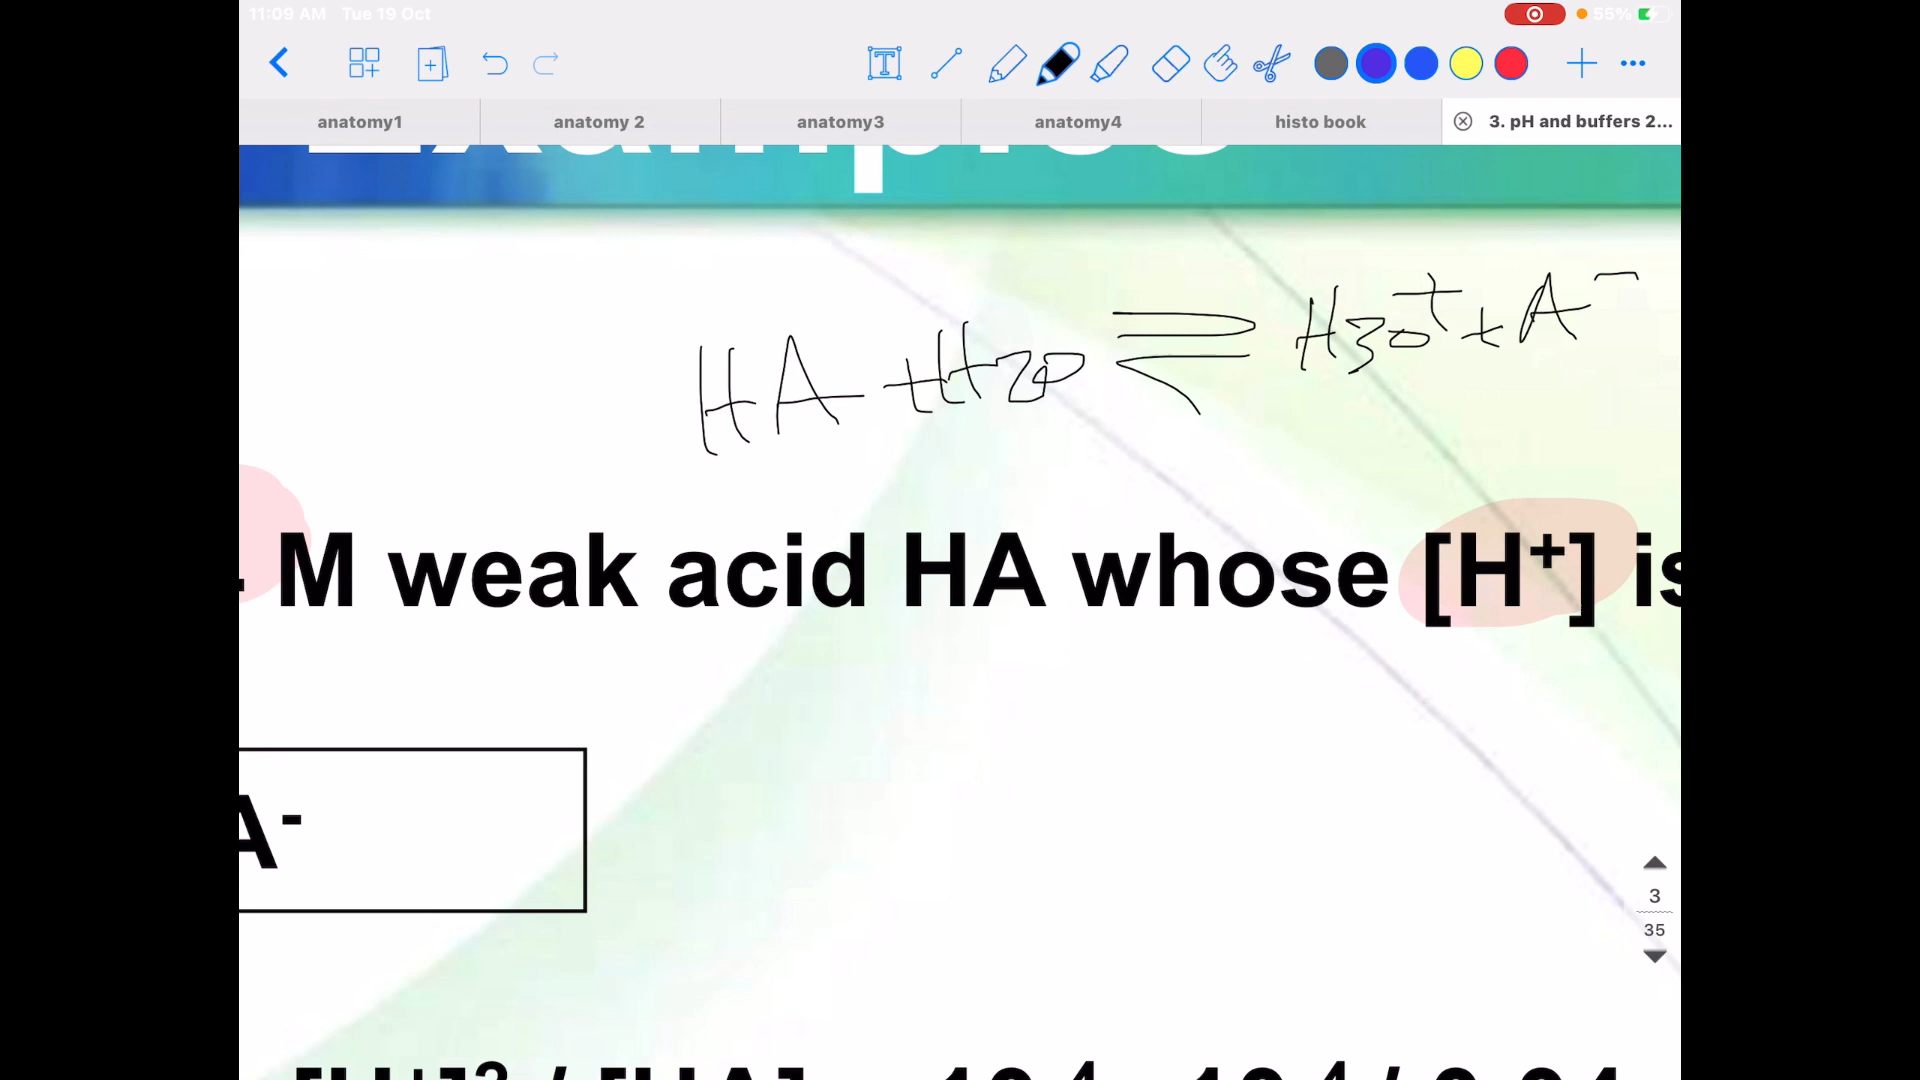 11:09 AM Tue 19 Oct 55%
T
anatomy1 anatomy 2 anatomy3 anatomy4 histo book 3. pH and buffers 2...
Examples
HA + H2O ⇌ H3O⁺ + A⁻
M weak acid HA whose [H⁺] is
A⁻
3
35